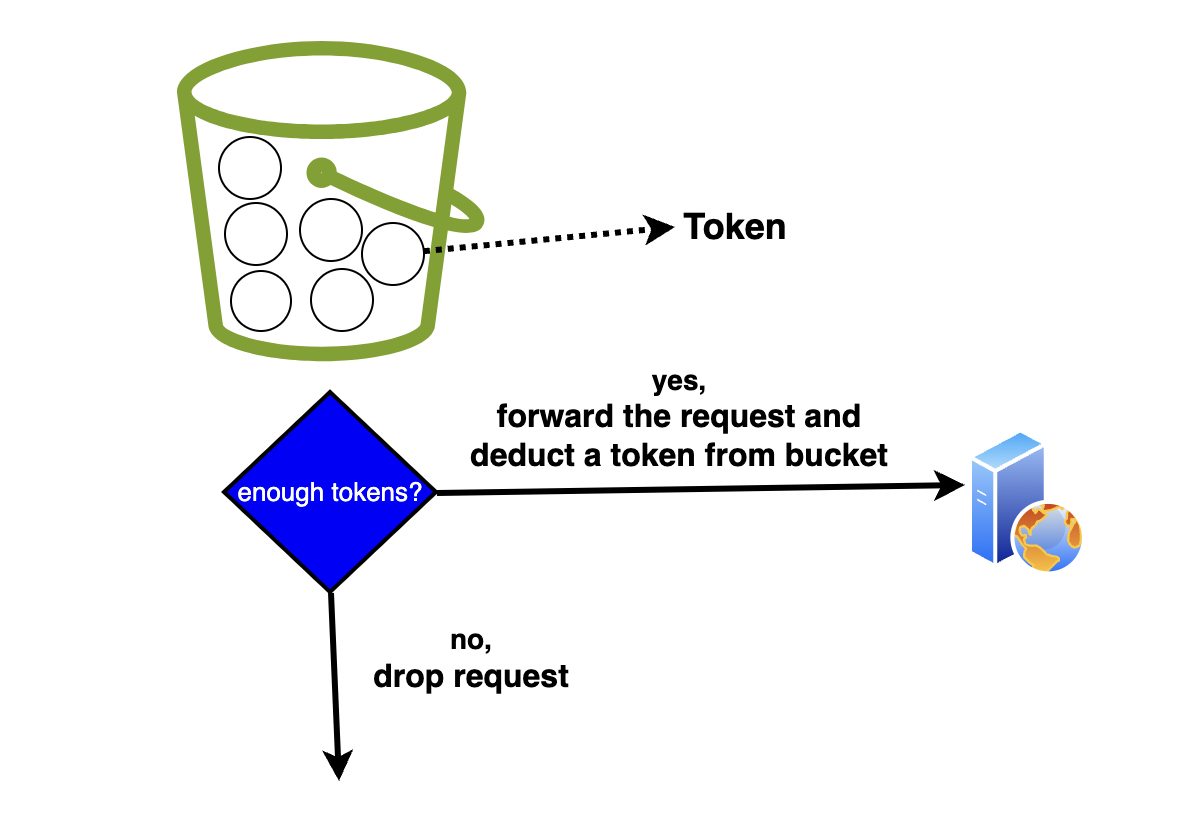 Token
yes,
forward the request and
deduct a token from bucket
enough tokens?
no,
drop request